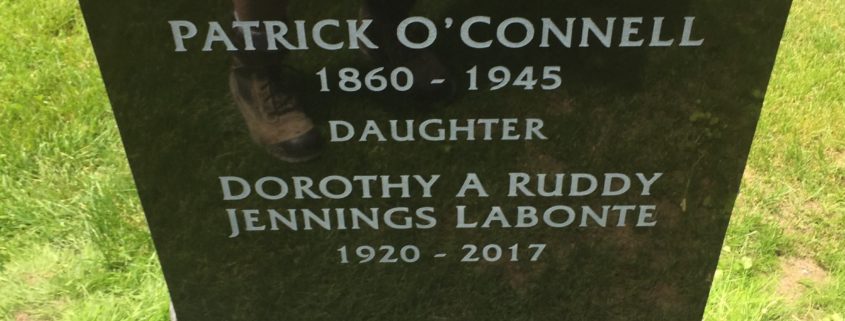 PATRICK O'CONNELL
1860 - 1945
DAUGHTER
DOROTHY A RUDDY
JENNINGS LABONTE
1920 - 2017